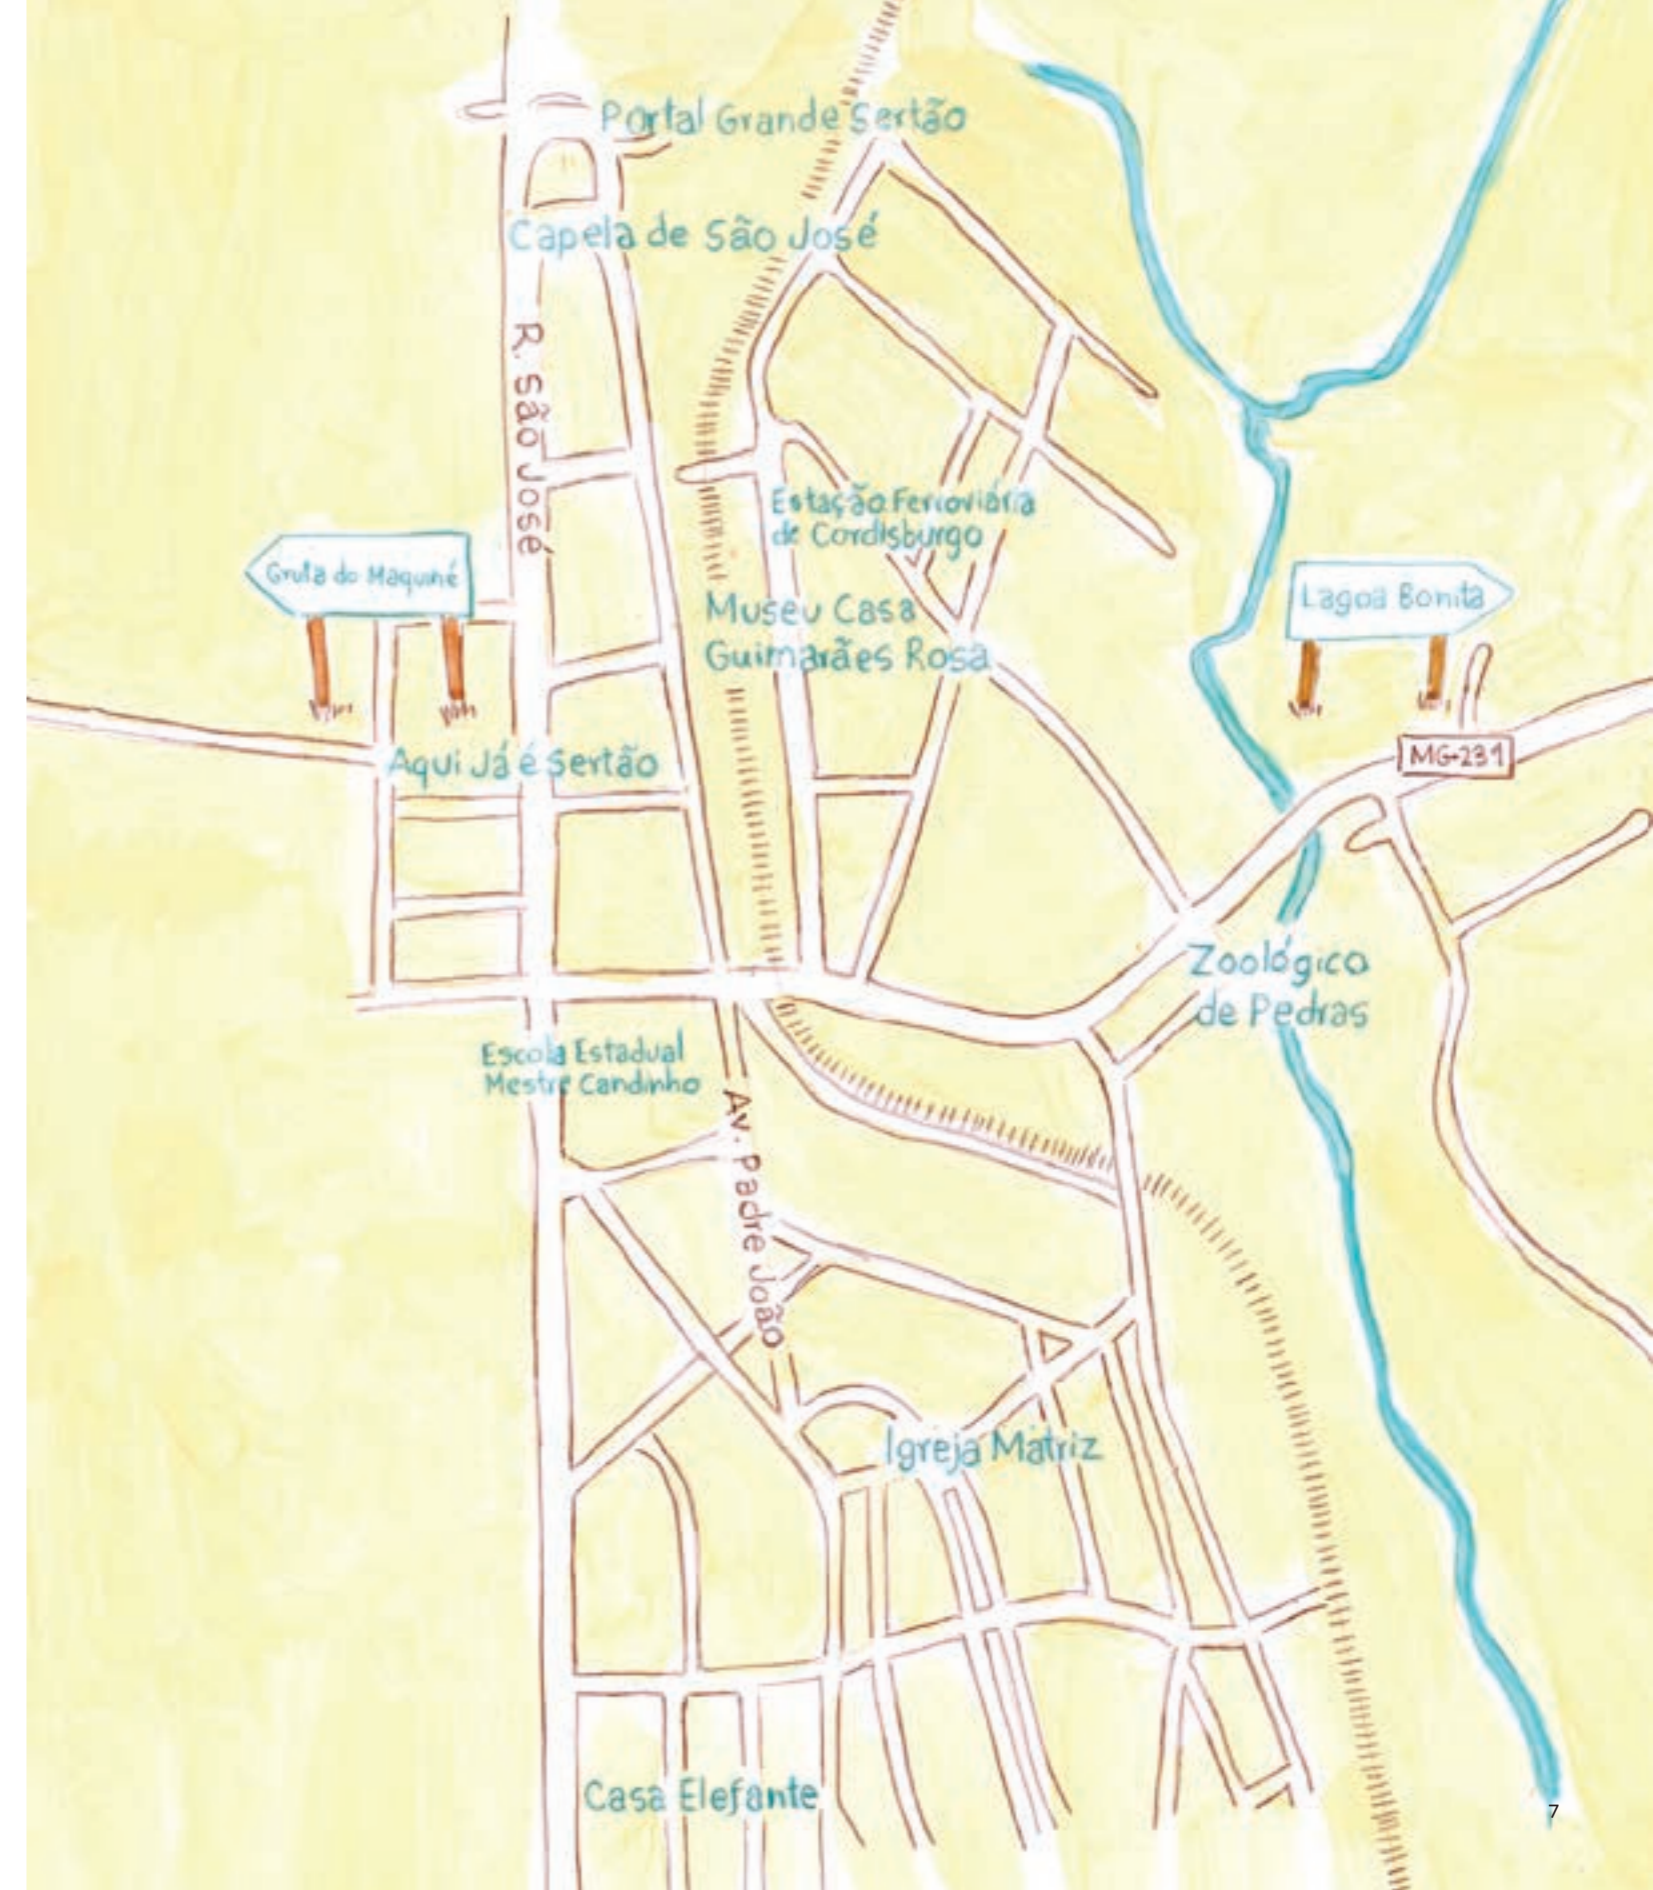 Portal Grande Sertão
Capela de São José
R. São José
Estação Ferroviária
de Cordisburgo
Gruta do Maquiné
Lagoa Bonita
Museu Casa
Guimarães Rosa
Aqui Já é Sertão
MG-231
Zoológico
de Pedras
Escola Estadual
Mestre Candinho
Av. Padre João
Igreja Matriz
Casa Elefante
7